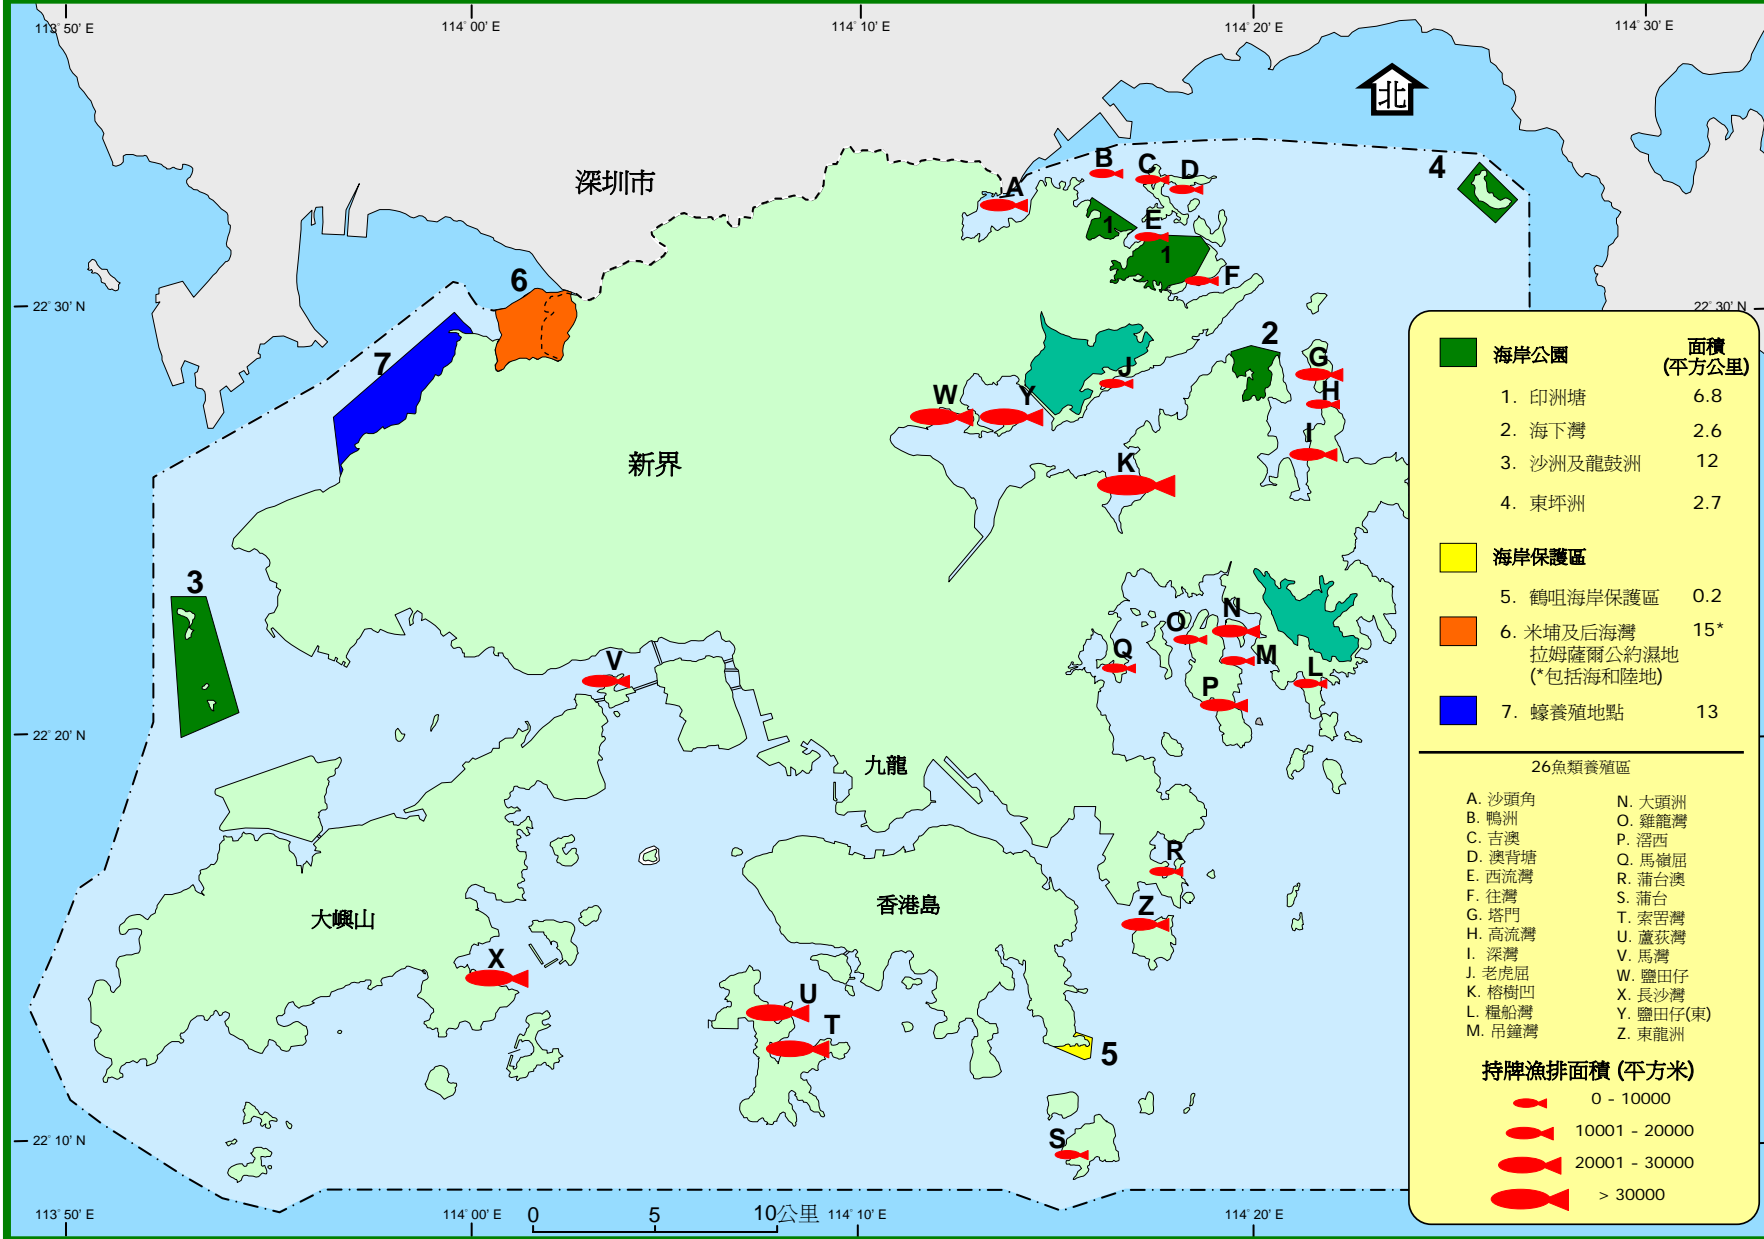 113° 50' E
114° 00' E
114° 10' E
114° 20' E
114° 30' E
北
深圳市
B
C
D
4
A
E
1
1
F
6
22° 30' N
22° 30' N
7
2
G
J
H
W
Y
I
K
新界
3
O
N
Q
M
V
P
L
22° 20' N
九龍
R
香港島
大嶼山
Z
X
U
T
5
S
22° 10' N
113° 50' E
114° 00' E
0
5
10公里
114° 10' E
114° 20' E
海岸公園 面積
(平方公里)
1. 印洲塘 6.8
2. 海下灣 2.6
3. 沙洲及龍鼓洲 12
4. 東坪洲 2.7
海岸保護區
5. 鶴咀海岸保護區 0.2
6. 米埔及后海灣 15*
拉姆薩爾公約濕地
(*包括海和陸地)
7. 蠔養殖地點 13
26魚類養殖區
A. 沙頭角
B. 鴨洲
C. 吉澳
D. 澳背塘
E. 西流灣
F. 往灣
G. 塔門
H. 高流灣
I. 深灣
J. 老虎屈
K. 榕樹凹
L. 糧船灣
M. 吊鐘灣
N. 大頭洲
O. 雞籠灣
P. 滘西
Q. 馬嶺屈
R. 蒲台澳
S. 蒲台
T. 索罟灣
U. 蘆荻灣
V. 馬灣
W. 鹽田仔
X. 長沙灣
Y. 鹽田仔(東)
Z. 東龍洲
持牌漁排面積 (平方米)
0 - 10000
10001 - 20000
20001 - 30000
> 30000